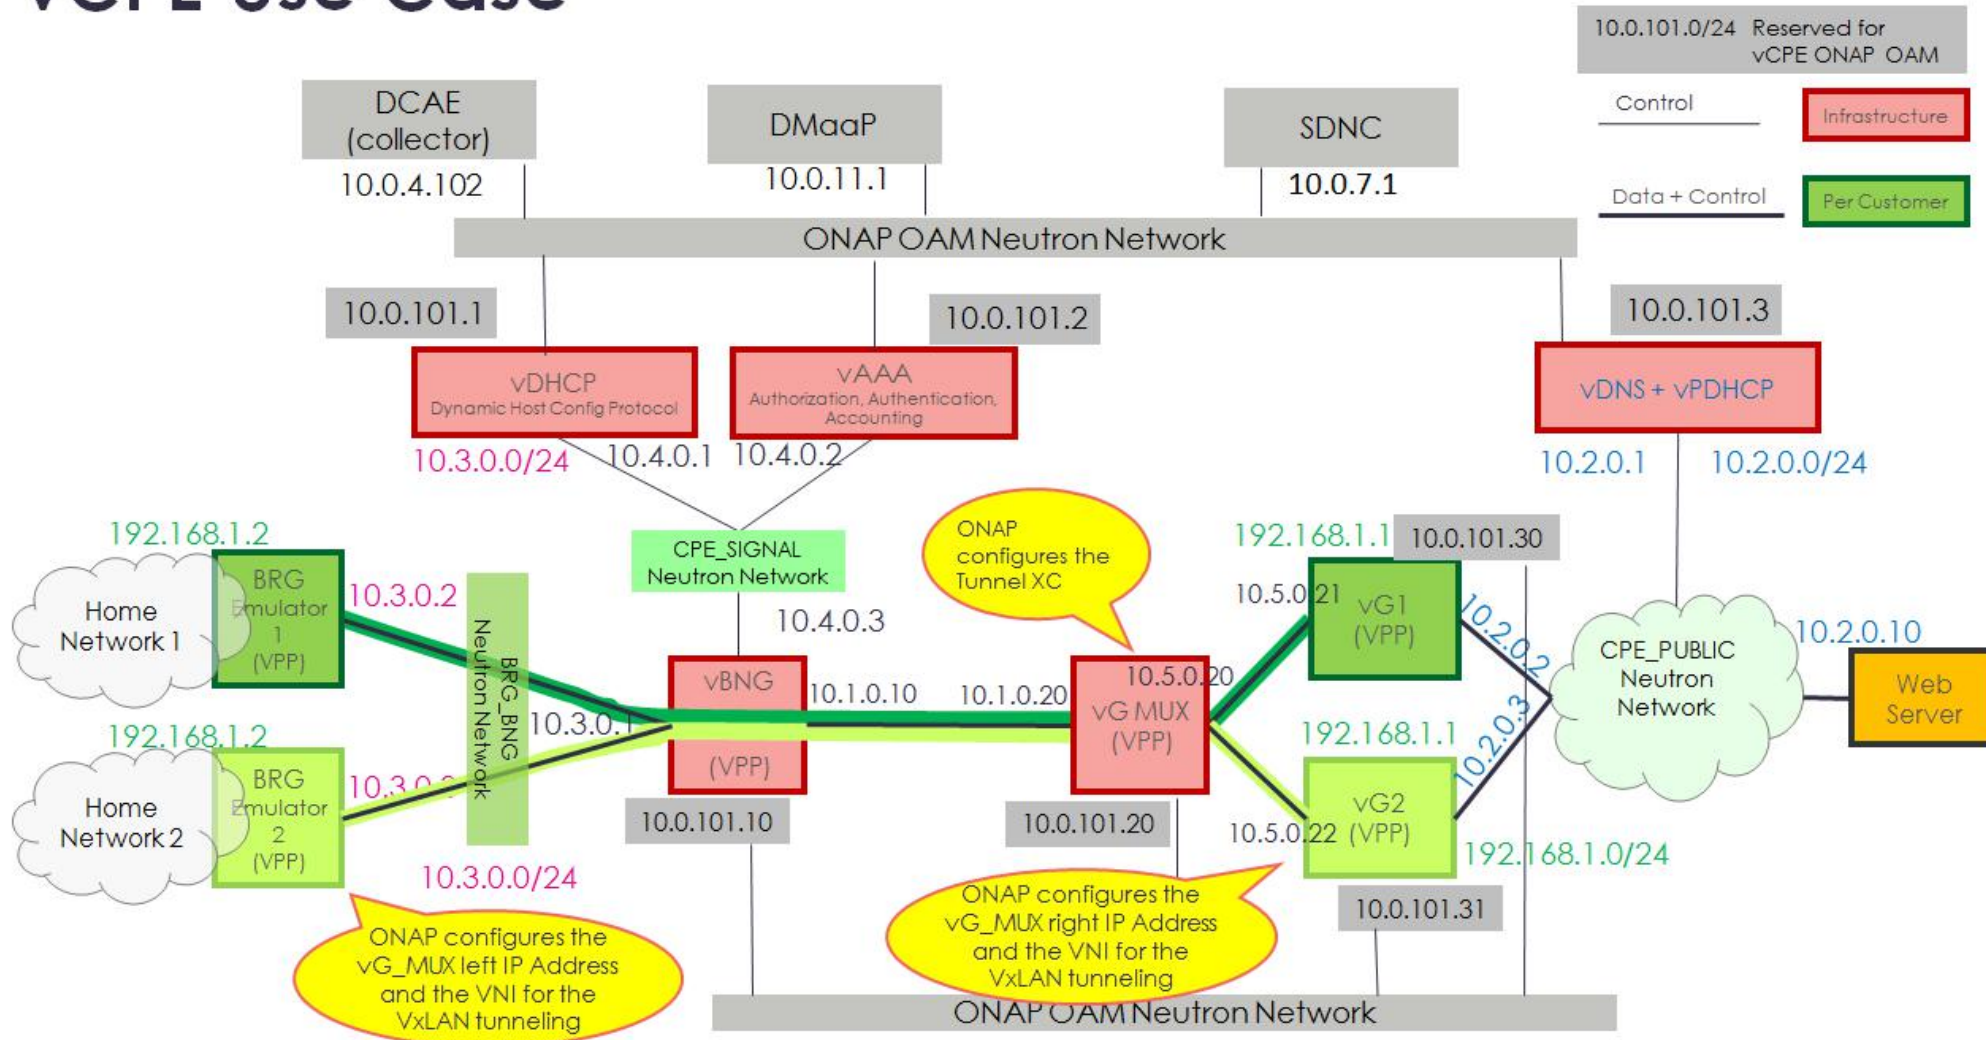 vCPE Use Case
10.0.101.0/24 Reserved for
vCPE ONAP OAM
Control
Infrastructure
Data + Control
Per Customer
DCAE
(collector)
10.0.4.102
DMaaP
10.0.11.1
SDNC
10.0.7.1
ONAP OAM Neutron Network
10.0.101.1
10.0.101.2
10.0.101.3
vDHCP
Dynamic Host Config Protocol
vAAA
Authorization, Authentication,
Accounting
vDNS + vPDHCP
10.3.0.0/24
10.4.0.1
10.4.0.2
10.2.0.1
10.2.0.0/24
CPE_SIGNAL
Neutron Network
10.4.0.3
ONAP
configures the
Tunnel XC
192.168.1.2
Home
Network 1
BRG
Emulator
1
(VPP)
10.3.0.2
BRG_BNG
Neutron Network
192.168.1.2
Home
Network 2
BRG
Emulator
2
(VPP)
10.3.0.0/24
10.3.0.1
vBNG
(VPP)
10.0.101.10
10.1.0.10
10.1.0.20
10.5.0.20
vG MUX
(VPP)
10.0.101.20
192.168.1.1
10.0.101.30
10.5.0.21
vG1
(VPP)
10.2.0.2
192.168.1.1
10.2.0.3
10.5.0.22
vG2
(VPP)
192.168.1.0/24
10.0.101.31
CPE_PUBLIC
Neutron
Network
10.2.0.10
Web
Server
ONAP configures the
vG_MUX left IP Address
and the VNI for the
VxLAN tunneling
ONAP configures the
vG_MUX right IP Address
and the VNI for the
VxLAN tunneling
ONAP OAM Neutron Network